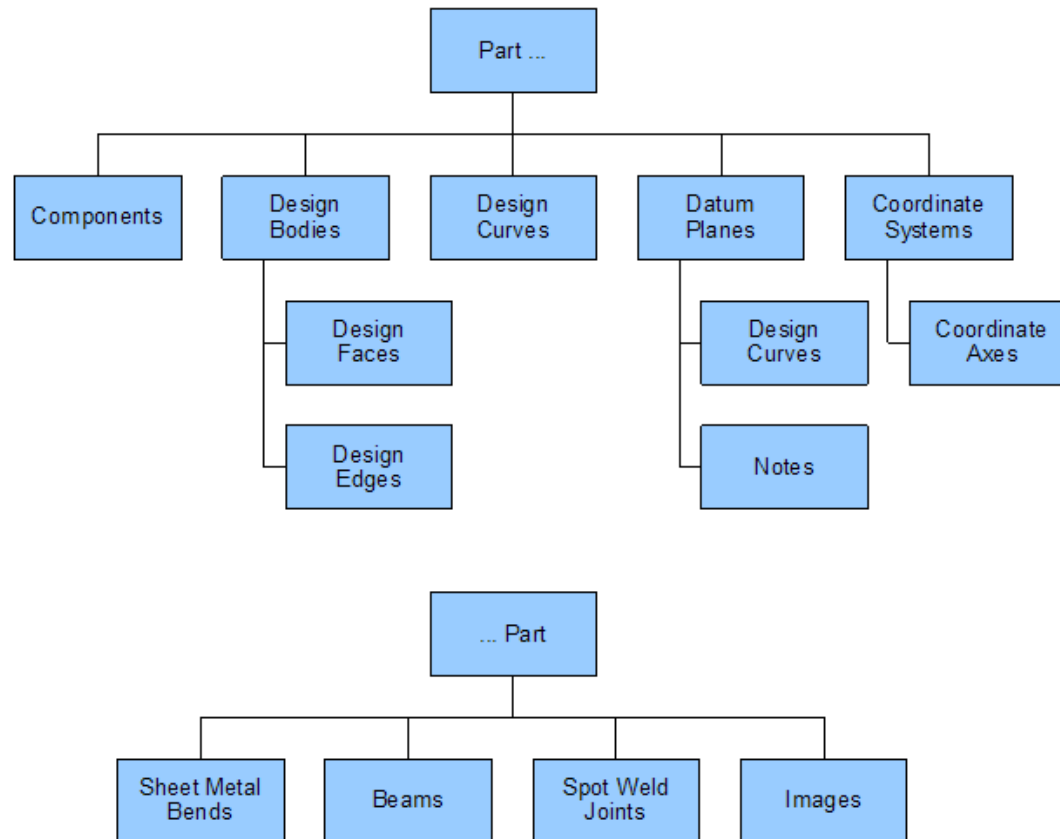 Part ...
Components
Design
Bodies
Design
Curves
Datum
Planes
Coordinate
Systems
Design
Faces
Design
Curves
Coordinate
Axes
Design
Edges
Notes
... Part
Sheet Metal
Bends
Beams
Spot Weld
Joints
Images